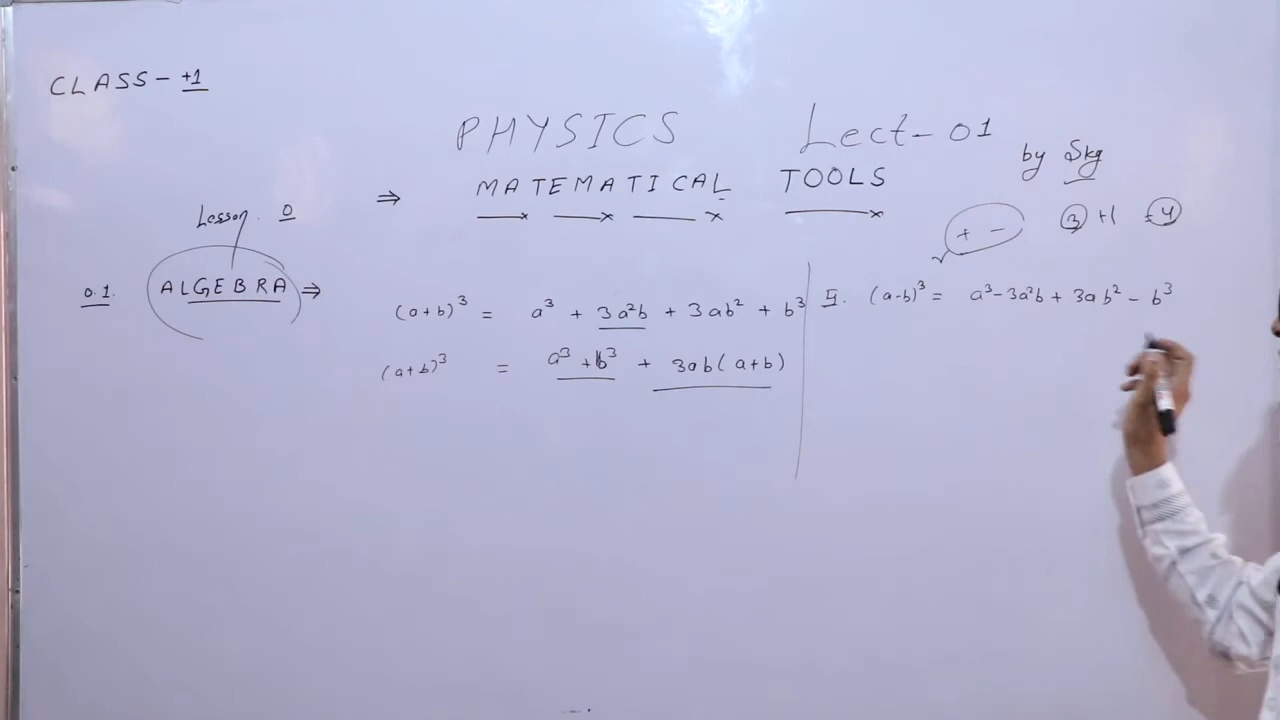 CLASS - +1
PHYSICS Lect-01
by Skg
⇒ MATEMATICAL TOOLS
Lesson. 0
+ -
3 +1 = 4
0.1. ALGEBRA ⇒
(a+b)³ = a³ + 3a²b + 3ab² + b³
(a+b)³ = a³ + b³ + 3ab(a+b)
II. (a-b)³ = a³ - 3a²b + 3ab² - b³